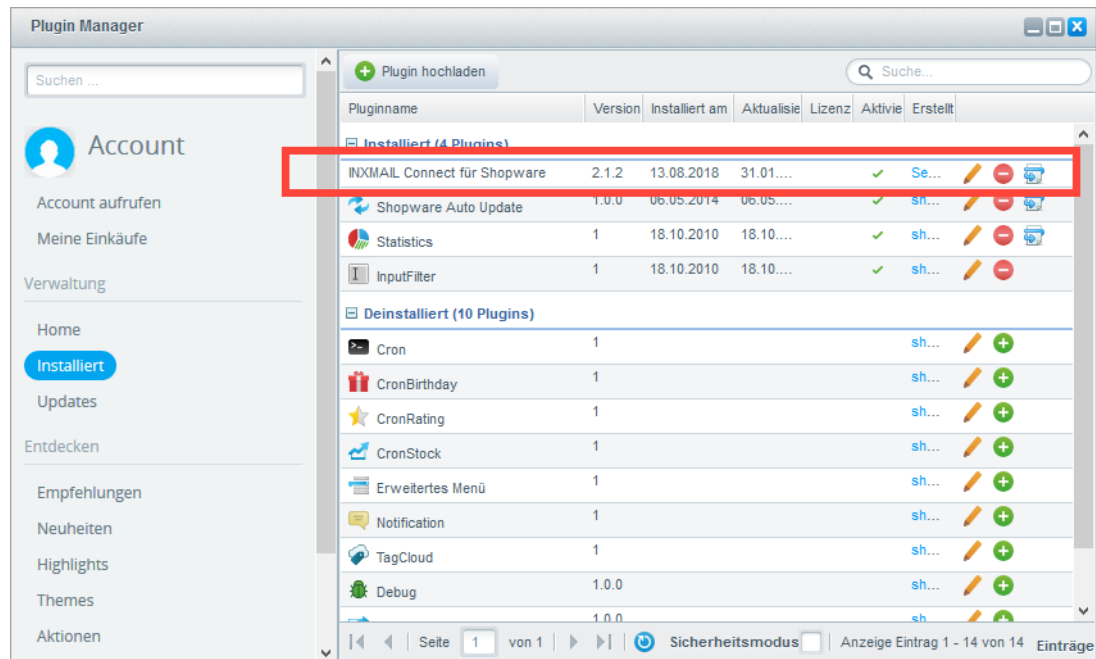 Plugin Manager
Suchen ...
Account
Account aufrufen
Meine Einkäufe
Verwaltung
Home
Installiert
Updates
Entdecken
Empfehlungen
Neuheiten
Highlights
Themes
Aktionen
Plugin hochladen
Suche...
Pluginname Version Installiert am Aktualisie Lizenz Aktivie Erstellt
Installiert (4 Plugins)
INXMAIL Connect für Shopware 2.1.2 13.08.2018 31.01.... Se...
Shopware Auto Update 1.0.0 06.05.2014 06.05.... sh...
Statistics 1 18.10.2010 18.10.... sh...
InputFilter 1 18.10.2010 18.10.... sh...
Deinstalliert (10 Plugins)
Cron 1 sh...
CronBirthday 1 sh...
CronRating 1 sh...
CronStock 1 sh...
Erweitertes Menü 1 sh...
Notification 1 sh...
TagCloud 1 sh...
Debug 1.0.0 sh...
1.0.0 sh
Seite 1 von 1 Sicherheitsmodus Anzeige Eintrag 1 - 14 von 14 Einträge